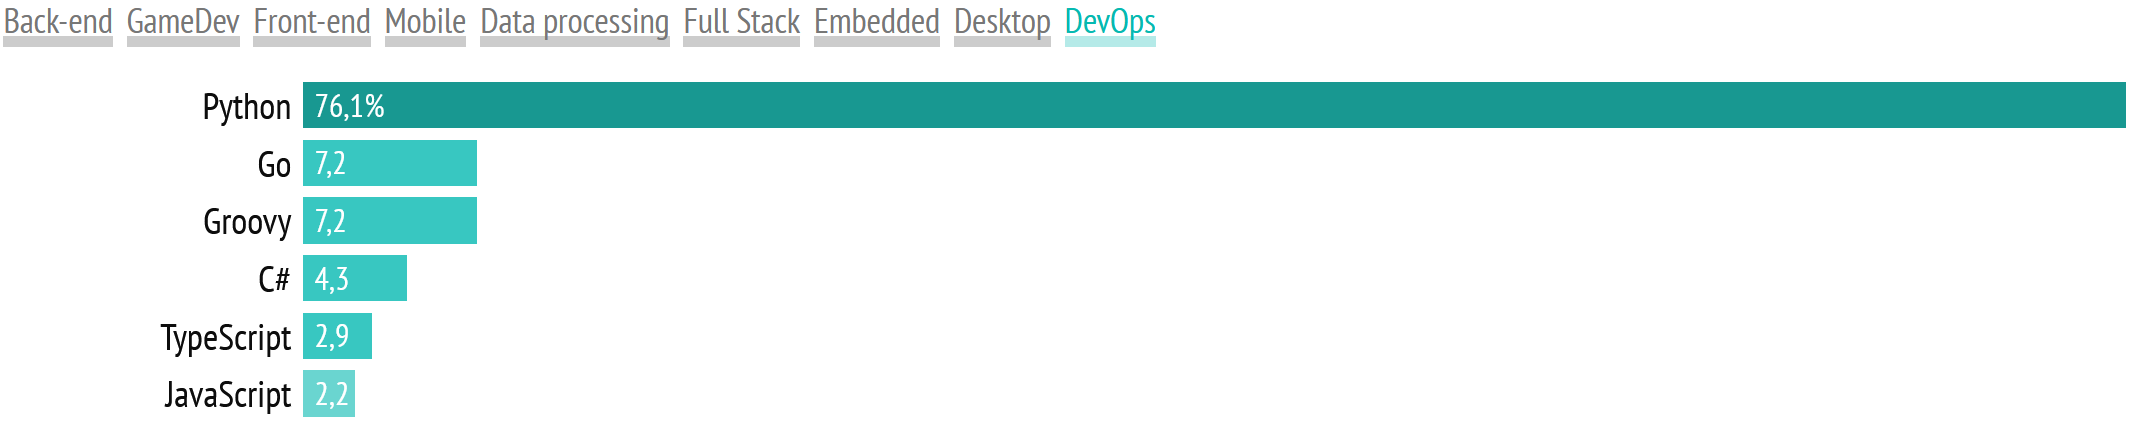 Back-end GameDev Front-end Mobile Data processing Full Stack Embedded Desktop DevOps
Python 76,1%
Go 7,2
Groovy 7,2
C# 4,3
TypeScript 2,9
JavaScript 2,2